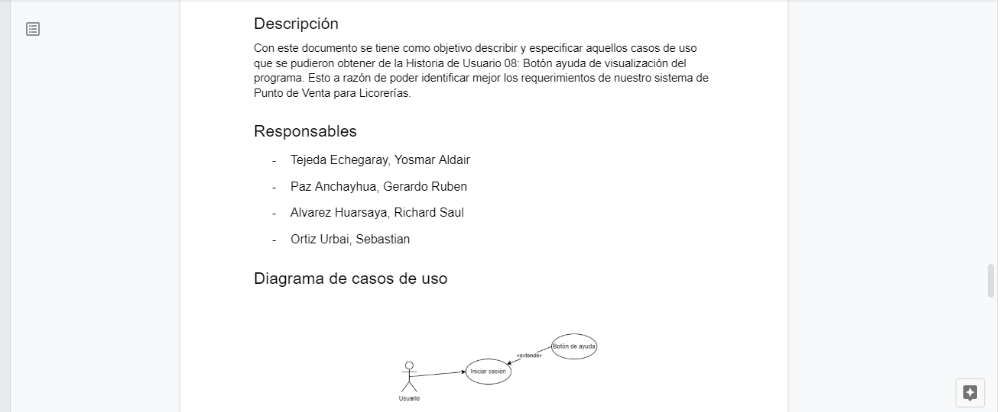 Descripción
Con este documento se tiene como objetivo describir y especificar aquellos casos de uso
que se pudieron obtener de la Historia de Usuario 08: Botón ayuda de visualización del
programa. Esto a razón de poder identificar mejor los requerimientos de nuestro sistema de
Punto de Venta para Licorerías.
Responsables
- Tejeda Echegaray, Yosmar Aldair
- Paz Anchayhua, Gerardo Ruben
- Alvarez Huarsaya, Richard Saul
- Ortiz Urbai, Sebastian
Diagrama de casos de uso
Botón de ayuda
<extends>
Iniciar sesión
Usuario